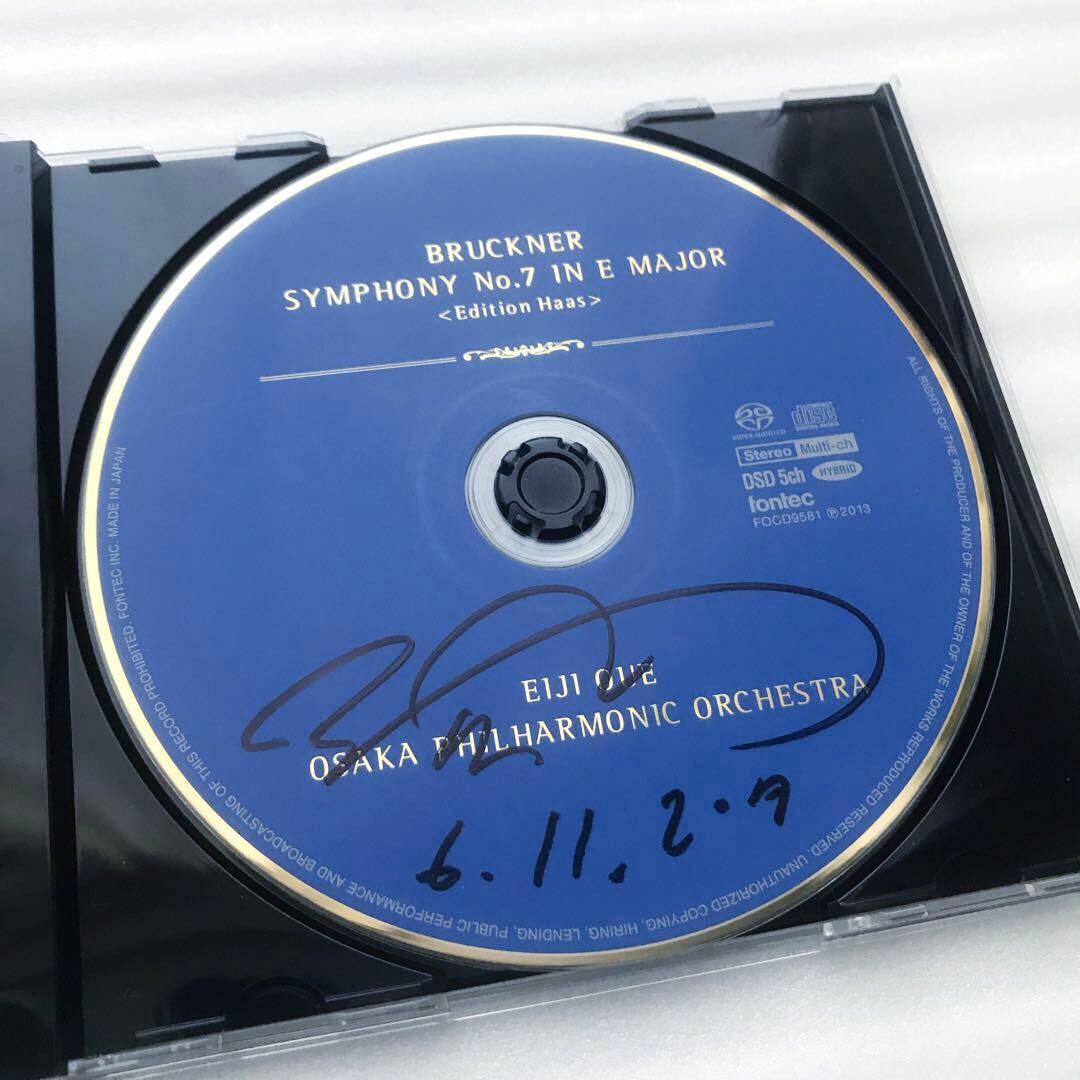 BRUCKNER
SYMPHONY No.7 IN E MAJOR
<Edition Haas>
SUPER AUDIO CD
disc
DIGITAL AUDIO
Stereo Multi-ch
DSD 5ch HYBRID
fontec
FOCD9581 ℗2013
EIJI OUE
OSAKA PHILHARMONIC ORCHESTRA
6.11.
ALL RIGHTS OF THE PRODUCER AND OF THE OWNER OF THE WORKS REPRODUCED RESERVED. UNAUTHORIZED COPYING, HIRING, LENDING, PUBLIC PERFORMANCE AND BROADCASTING OF THIS RECORD PROHIBITED. FONTEC INC. MADE IN JAPAN